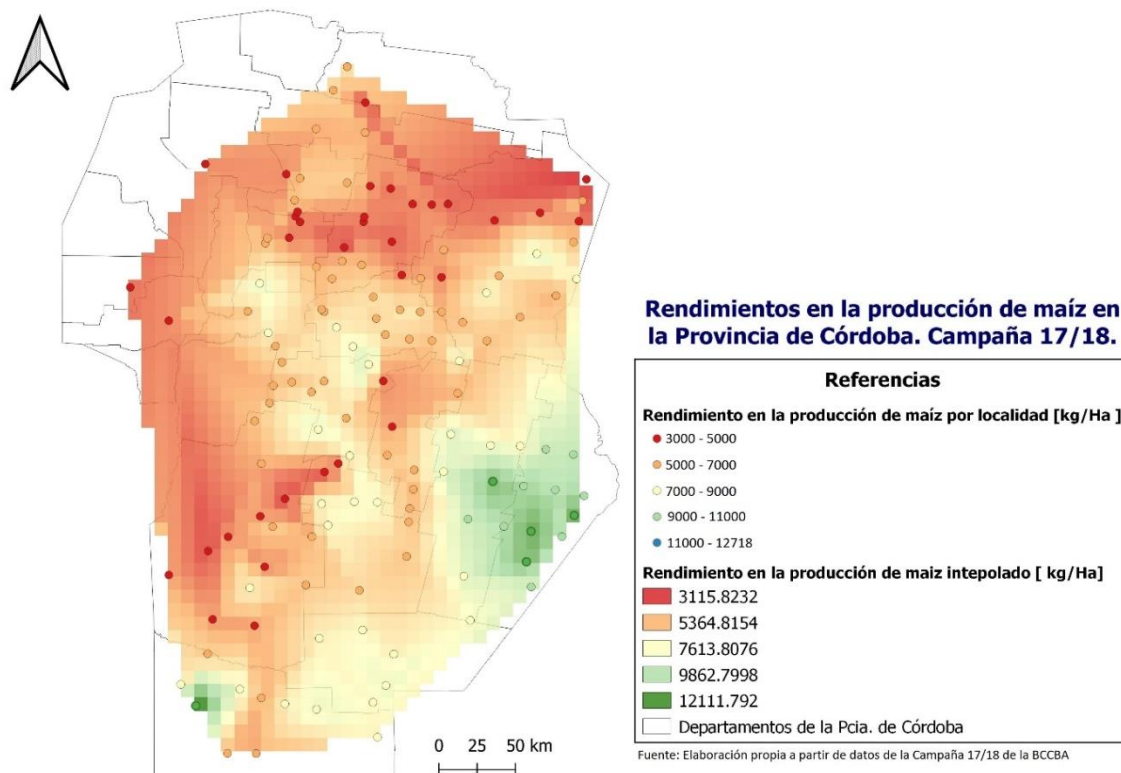 Rendimientos en la producción de maíz en
la Provincia de Córdoba. Campaña 17/18.
Referencias
Rendimiento en la producción de maíz por localidad [kg/Ha ]
3000 - 5000
5000 - 7000
7000 - 9000
9000 - 11000
11000 - 12718
Rendimiento en la producción de maiz intepolado [ kg/Ha]
3115.8232
5364.8154
7613.8076
9862.7998
12111.792
Departamentos de la Pcia. de Córdoba
Fuente: Elaboración propia a partir de datos de la Campaña 17/18 de la BCCBA
0 25 50 km